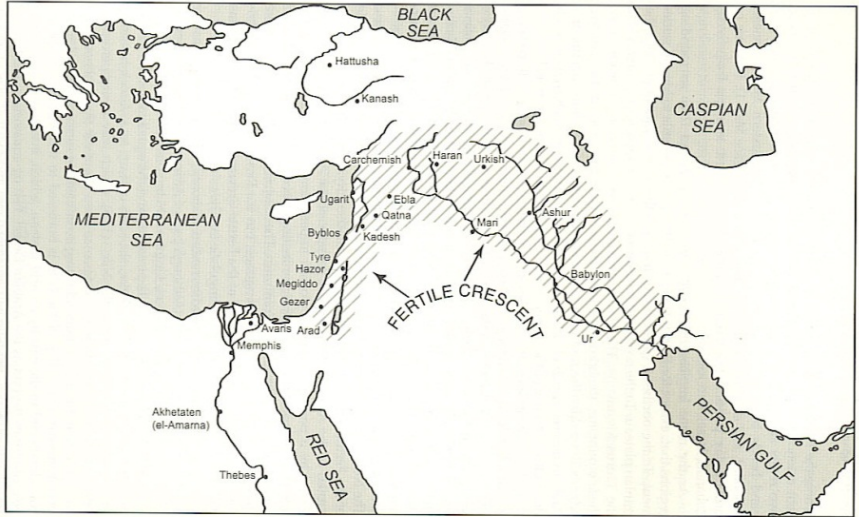 BLACK
SEA
Hattusha
Kanash
CASPIAN
SEA
Carchemish
Haran
Urkish
Ugarit
Ebla
Qatna
MEDITERRANEAN
SEA
Byblos
Kadesh
Mari
Ashur
Tyre
Hazor
Megiddo
Gezer
Arad
FERTILE CRESCENT
Babylon
Ur
Avaris
Memphis
Akhetaten
(el-Amarna)
Thebes
RED SEA
PERSIAN GULF